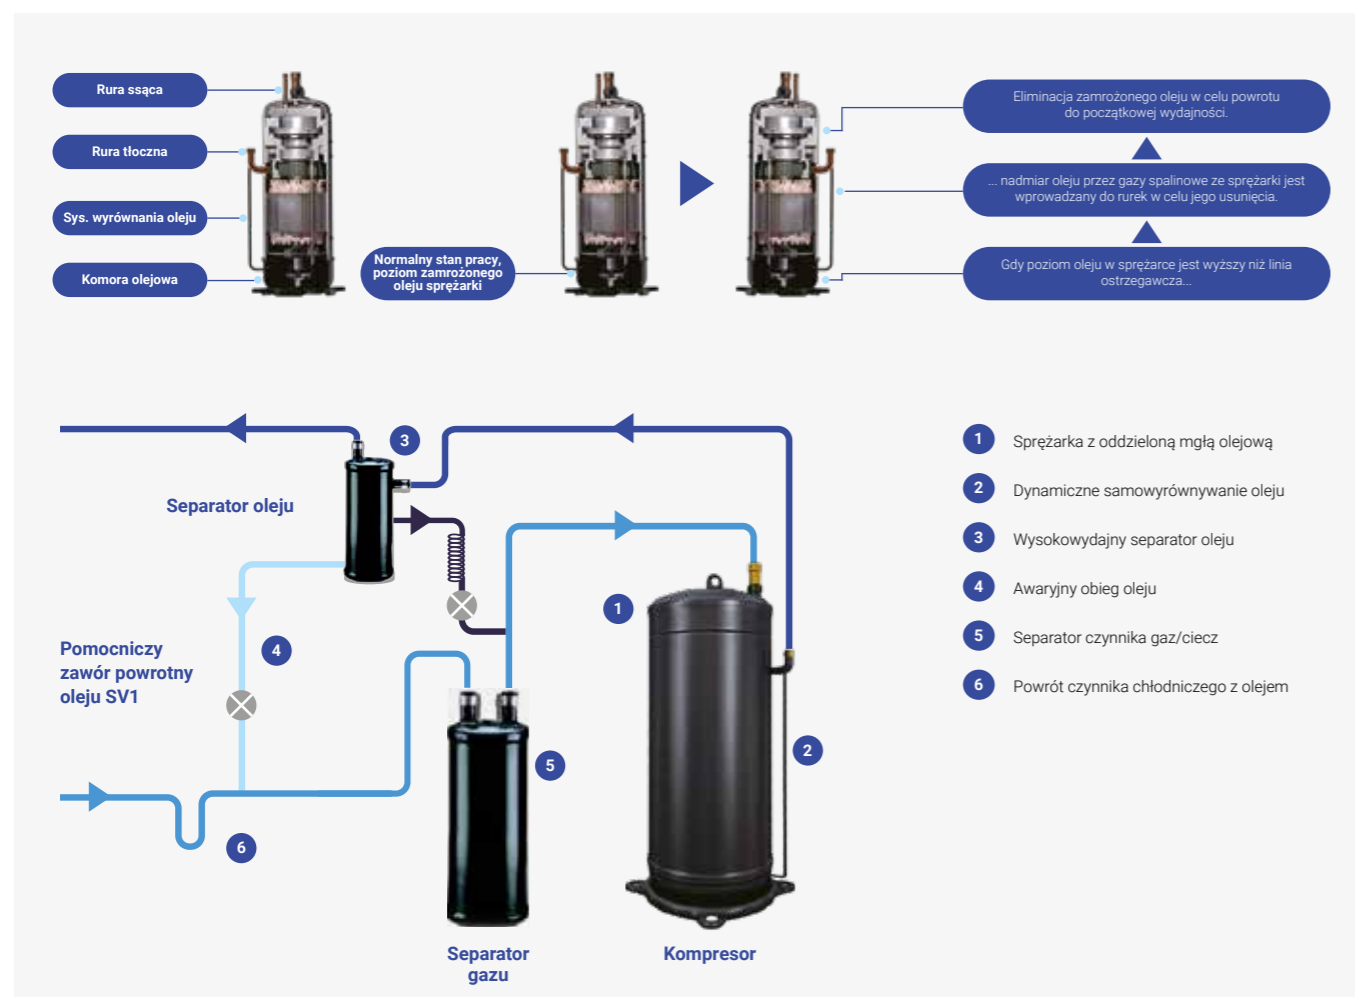 Rura ssąca
Rura tłoczna
Sys. wyrównania oleju
Komora olejowa
Normalny stan pracy,
poziom zamrożonego
oleju sprężarki
Eliminacja zamrożonego oleju w celu powrotu
do początkowej wydajności.
... nadmiar oleju przez gazy spalinowe ze sprężarki jest
wprowadzany do rurek w celu jego usunięcia.
Gdy poziom oleju w sprężarce jest wyższy niż linia
ostrzegawcza...
3
Separator oleju
1
Pomocniczy
zawór powrotny
oleju SV1
4
2
5
6
Separator
gazu
Kompresor
1 Sprężarka z oddzieloną mgłą olejową
2 Dynamiczne samowyrównywanie oleju
3 Wysokowydajny separator oleju
4 Awaryjny obieg oleju
5 Separator czynnika gaz/ciecz
6 Powrót czynnika chłodniczego z olejem